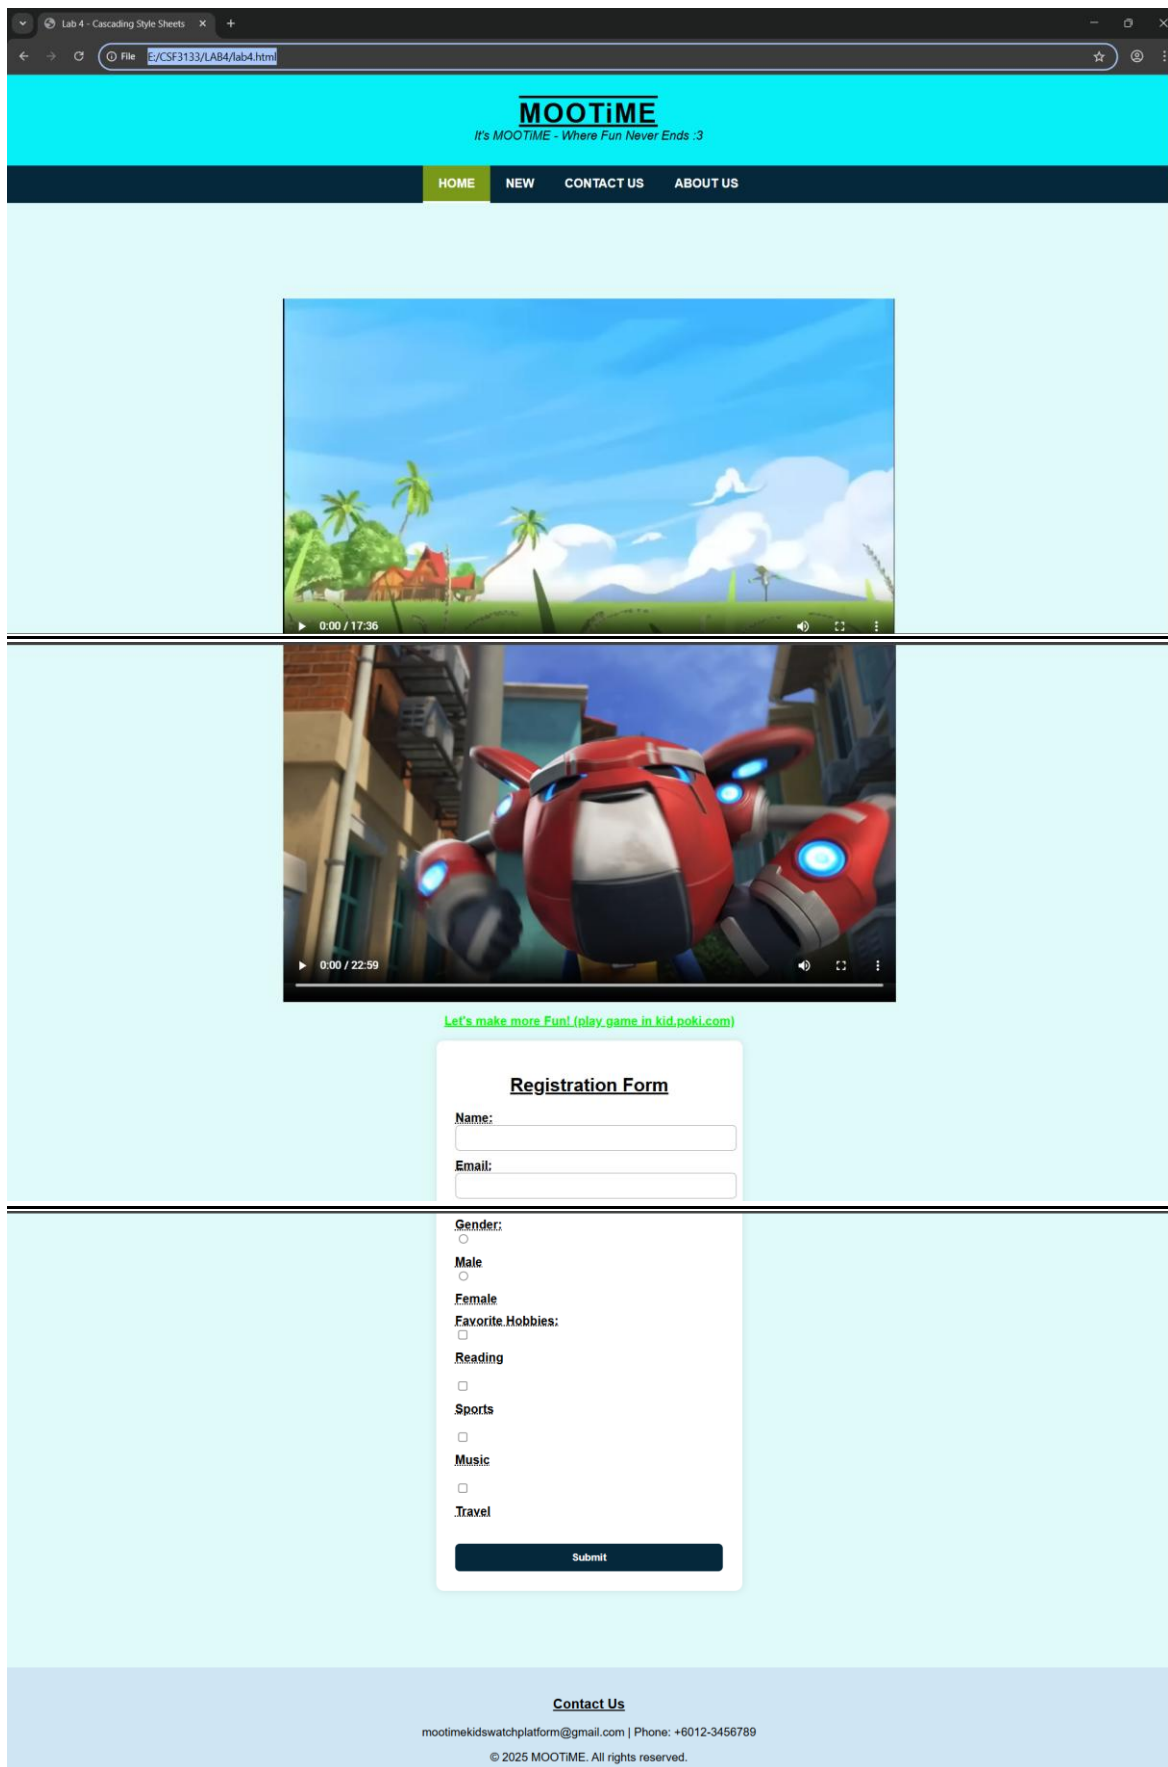 Lab 4 - Cascading Style Sheets
File E:/CSF3133/LAB4/lab4.html
MOOTiME
It's MOOTiME - Where Fun Never Ends :3
HOME NEW CONTACT US ABOUT US
0:00 / 17:36
0:00 / 22:59
Let's make more Fun! (play game in kid.poki.com)
Registration Form
Name:
Email:
Gender:
Male
Female
Favorite Hobbies:
Reading
Sports
Music
Travel
Submit
Contact Us
mootimekidswatchplatform@gmail.com | Phone: +6012-3456789
© 2025 MOOTiME. All rights reserved.